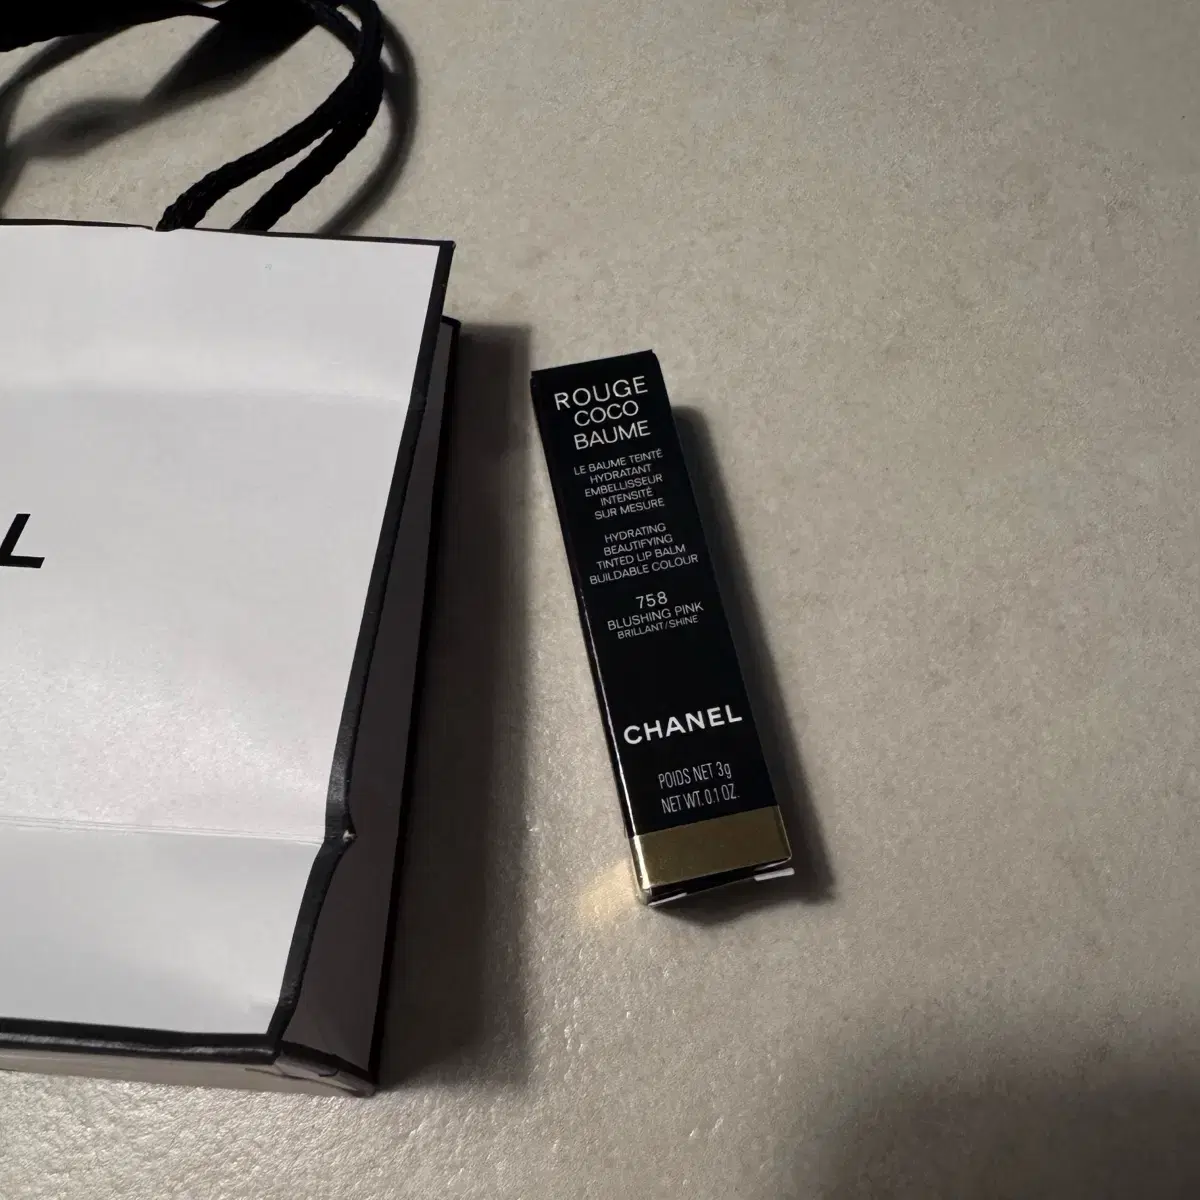 L
ROUGE
COCO
BAUME
LE BAUME TEINTÉ
HYDRATANT
EMBELLISSEUR
INTENSITÉ
SUR MESURE
HYDRATING
BEAUTIFYING
TINTED LIP BALM
BUILDABLE COLOUR
758
BLUSHING PINK
BRILLANT/SHINE
CHANEL
POIDS NET 3g
NET WT. 0.1 OZ.